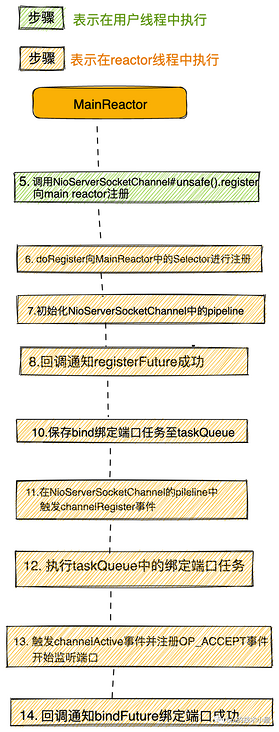 步骤 表示在用户线程中执行
步骤 表示在reactor线程中执行
MainReactor
5. 调用NioServerSocketChannel#unsafe().register
向main reactor注册
6. doRegister向MainReactor中的Selector进行注册
7.初始化NioServerSocketChannel中的pipeline
8.回调通知registerFuture成功
10.保存bind绑定端口任务至taskQueue
11.在NioServerSocketChannel的pileline中
触发channelRegister事件
12. 执行taskQueue中的绑定端口任务
13. 触发channelActive事件并注册OP_ACCEPT事件
开始监听端口
14. 回调通知bindFuture绑定端口成功